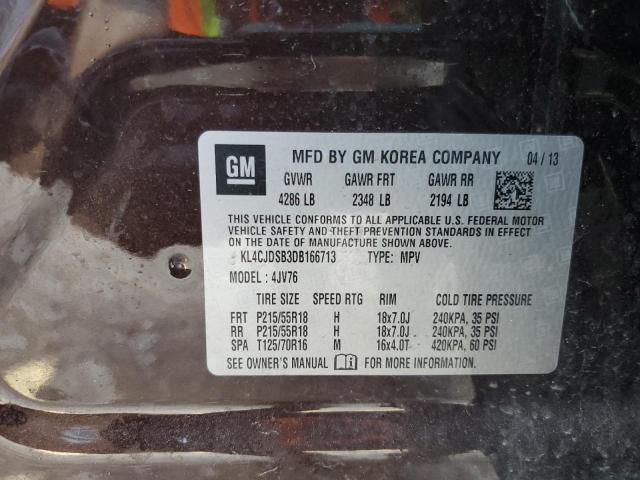 GM
MFD BY GM KOREA COMPANY 04 / 13
GVWR GAWR FRT GAWR RR
4286 LB 2348 LB 2194 LB
THIS VEHICLE CONFORMS TO ALL APPLICABLE U.S. FEDERAL MOTOR
VEHICLE SAFETY AND THEFT PREVENTION STANDARDS IN EFFECT ON
THE DATE OF MANUFACTURE SHOWN ABOVE.
KL4CJDSB3DB166713 TYPE: MPV
MODEL : 4JV76
TIRE SIZE SPEED RTG RIM COLD TIRE PRESSURE
FRT P215/55R18 H 18x7.0J 240KPA, 35 PSI
RR P215/55R18 H 18x7.0J 240KPA, 35 PSI
SPA T125/70R16 M 16x4.0T 420KPA, 60 PSI
SEE OWNER'S MANUAL FOR MORE INFORMATION.